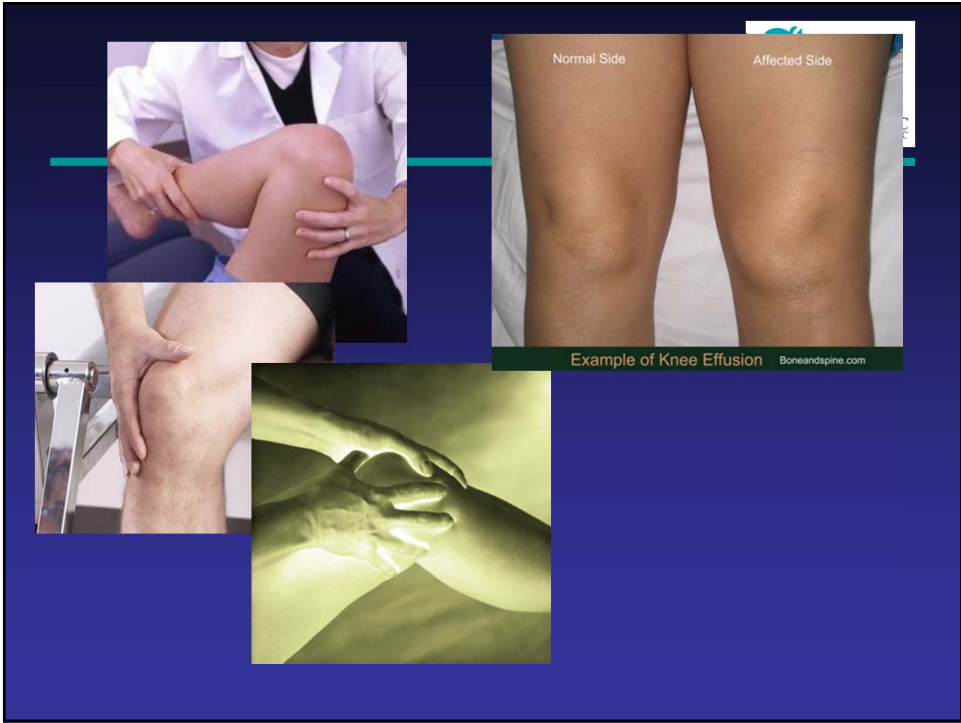 Normal Side
Affected Side
Example of Knee Effusion
Boneandspine.com